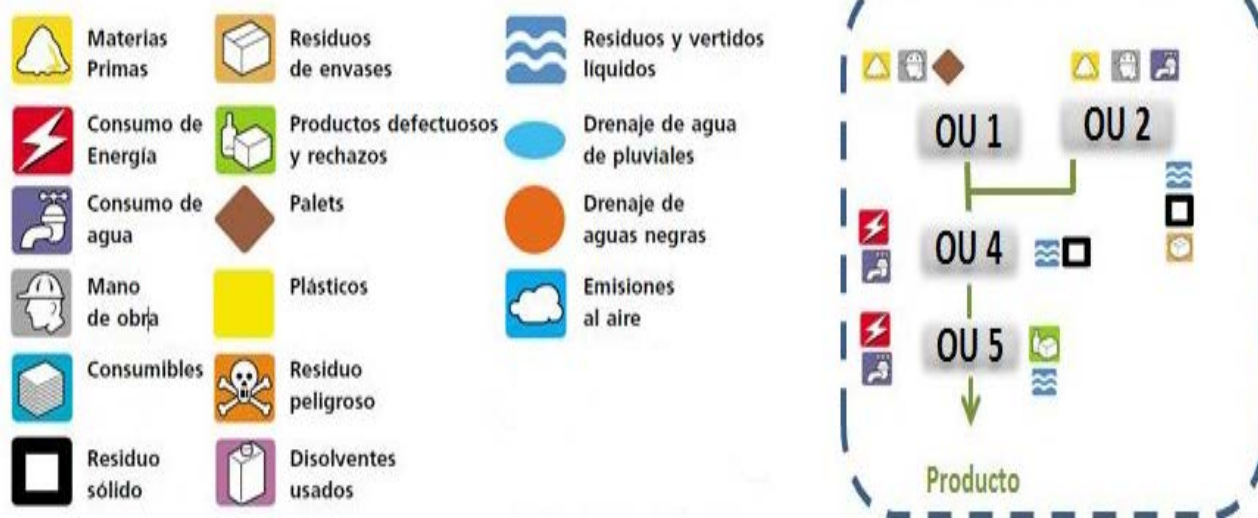 Materias
Primas
Residuos
de envases
Residuos y vertidos
líquidos
Consumo de
Energía
Productos defectuosos
y rechazos
Drenaje de agua
de pluviales
Consumo de
agua
Palets
Drenaje de
aguas negras
Mano
de obra
Plásticos
Emisiones
al aire
Consumibles
Residuo
peligroso
Residuo
sólido
Disolventes
usados
OU 1
OU 2
OU 4
OU 5
Producto